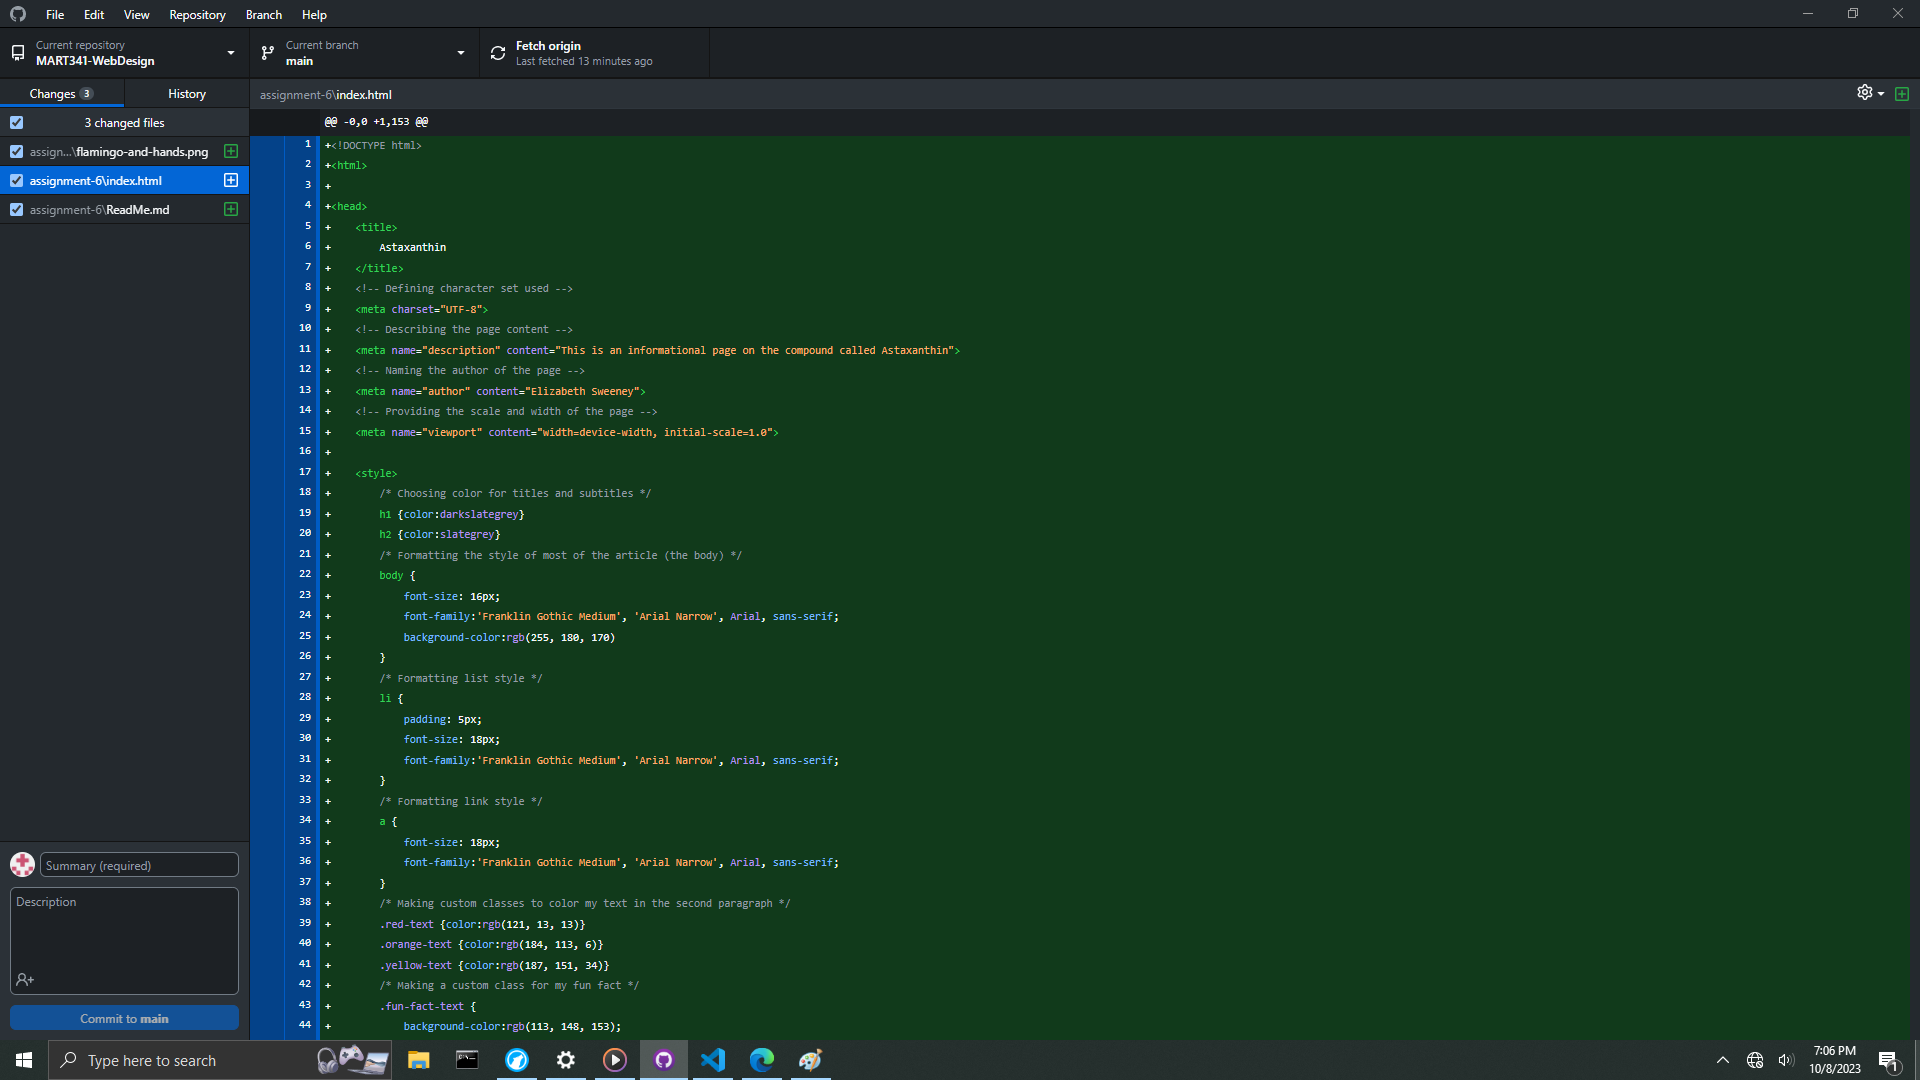 File Edit View Repository Branch Help
Current repository
MART341-WebDesign
Current branch
main
Fetch origin
Last fetched 13 minutes ago
Changes 3
History
3 changed files
assign...\flamingo-and-hands.png
assignment-6\index.html
assignment-6\ReadMe.md
assignment-6\index.html
@@ -0,0 +1,153 @@
1 +<!DOCTYPE html>
2 +<html>
3 +
4 +<head>
5 + <title>
6 + Astaxanthin
7 + </title>
8 + <!-- Defining character set used -->
9 + <meta charset="UTF-8">
10 + <!-- Describing the page content -->
11 + <meta name="description" content="This is an informational page on the compound called Astaxanthin">
12 + <!-- Naming the author of the page -->
13 + <meta name="author" content="Elizabeth Sweeney">
14 + <!-- Providing the scale and width of the page -->
15 + <meta name="viewport" content="width=device-width, initial-scale=1.0">
16 +
17 + <style>
18 + /* Choosing color for titles and subtitles */
19 + h1 {color:darkslategrey}
20 + h2 {color:slategrey}
21 + /* Formatting the style of most of the article (the body) */
22 + body {
23 + font-size: 16px;
24 + font-family:'Franklin Gothic Medium', 'Arial Narrow', Arial, sans-serif;
25 + background-color:rgb(255, 180, 170)
26 + }
27 + /* Formatting list style */
28 + li {
29 + padding: 5px;
30 + font-size: 18px;
31 + font-family:'Franklin Gothic Medium', 'Arial Narrow', Arial, sans-serif;
32 + }
33 + /* Formatting link style */
34 + a {
35 + font-size: 18px;
36 + font-family:'Franklin Gothic Medium', 'Arial Narrow', Arial, sans-serif;
37 + }
38 + /* Making custom classes to color my text in the second paragraph */
39 + .red-text {color:rgb(121, 13, 13)}
40 + .orange-text {color:rgb(184, 113, 6)}
41 + .yellow-text {color:rgb(187, 151, 34)}
42 + /* Making a custom class for my fun fact */
43 + .fun-fact-text {
44 + background-color:rgb(113, 148, 153);
Summary (required)
Description
Commit to main
Type here to search
7:06 PM
10/8/2023
1